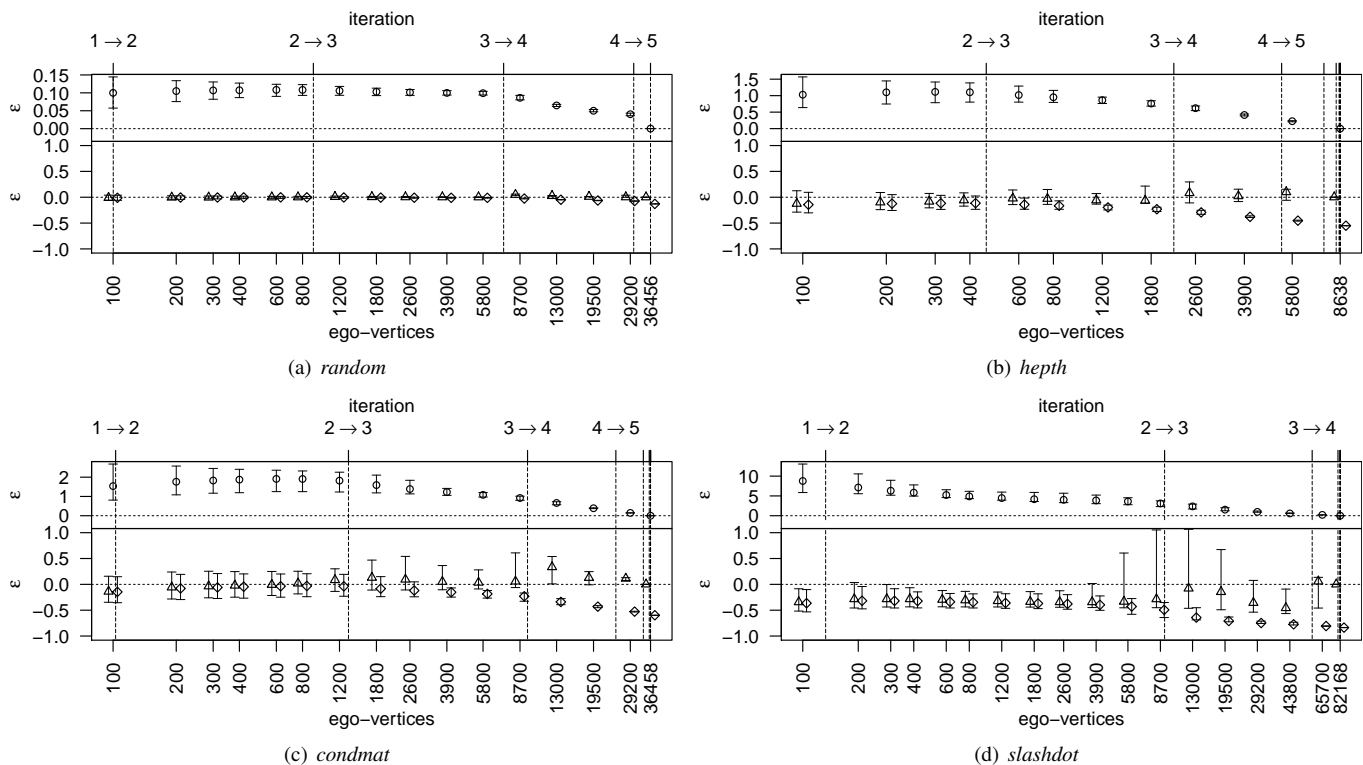 iteration
1 → 2 2 → 3 3 → 4 4 → 5
0.15
0.10
0.05
0.00
ε
1.0
0.5
0.0
−0.5
−1.0
ε
100 200 300 400 600 800 1200 1800 2600 3900 5800 8700 13000 19500 29200 36456
ego−vertices
(a) random
iteration
2 → 3 3 → 4 4 → 5
1.5
1.0
0.5
0.0
ε
1.0
0.5
0.0
−0.5
−1.0
ε
100 200 300 400 600 800 1200 1800 2600 3900 5800 8638
ego−vertices
(b) hepth
iteration
1 → 2 2 → 3 3 → 4 4 → 5
2
1
0
ε
1.0
0.5
0.0
−0.5
−1.0
ε
100 200 300 400 600 800 1200 1800 2600 3900 5800 8700 13000 19500 29200 36458
ego−vertices
(c) condmat
iteration
1 → 2 2 → 3 3 → 4
10
5
0
ε
1.0
0.5
0.0
−0.5
−1.0
ε
100 200 300 400 600 800 1200 1800 2600 3900 5800 8700 13000 19500 29200 43800 65700 82168
ego−vertices
(d) slashdot